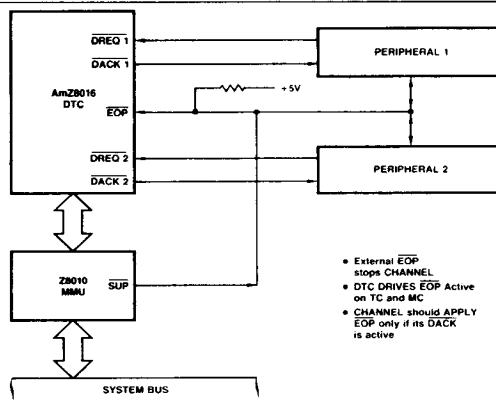 DREQ 1
DACK 1
AmZ8016
DTC
EOP
DREQ 2
DACK 2
+5V
PERIPHERAL 1
PERIPHERAL 2
Z8010
MMU
SUP
• External EOP
stops CHANNEL
• DTC DRIVES EOP Active
on TC and MC
• CHANNEL should APPLY
EOP only if its DACK
is active
SYSTEM BUS